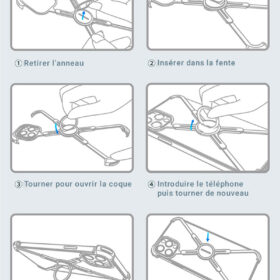 ① Retirer l'anneau
② Insérer dans la fente
③ Tourner pour ouvrir la coque
④ Introduire le téléphone
puis tourner de nouveau